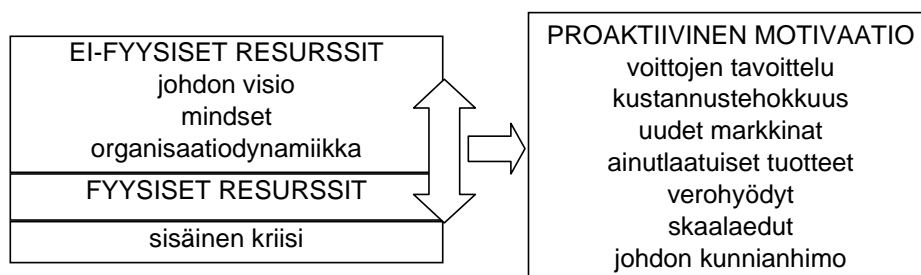 EI-FYYSISET RESURSSIT
johdon visio
mindset
organisaatiodynamiikka
FYYSISET RESURSSIT
sisäinen kriisi
PROAKTIIVINEN MOTIVAATIO
voittojen tavoittelu
kustannustehokkuus
uudet markkinat
ainutlaatuiset tuotteet
verohyödyt
skaalaedut
johdon kunnianhimo